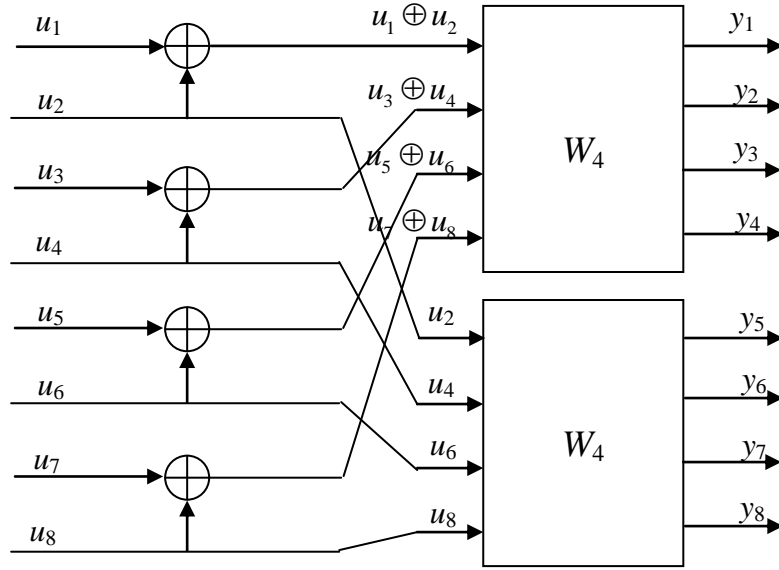 u₁
u₂
u₃
u₄
u₅
u₆
u₇
u₈
u₁ ⊕ u₂
u₃ ⊕ u₄
u₅ ⊕ u₆
u₇ ⊕ u₈
u₂
u₄
u₆
u₈
W₄
W₄
y₁
y₂
y₃
y₄
y₅
y₆
y₇
y₈